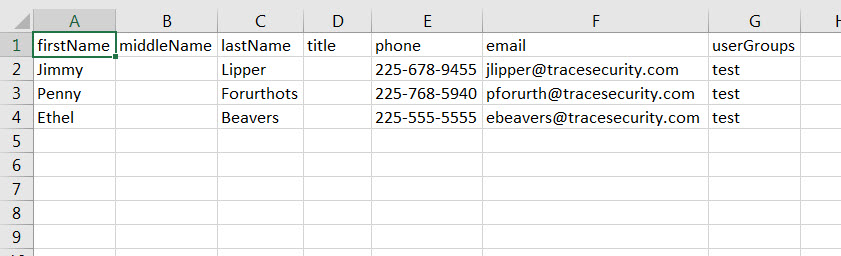 A B C D E F G H
1 firstName middleName lastName title phone email userGroups
2 Jimmy Lipper 225-678-9455 jlipper@tracesecurity.com test
3 Penny Forurthots 225-768-5940 pforurth@tracesecurity.com test
4 Ethel Beavers 225-555-5555 ebeavers@tracesecurity.com test
5
6
7
8
9